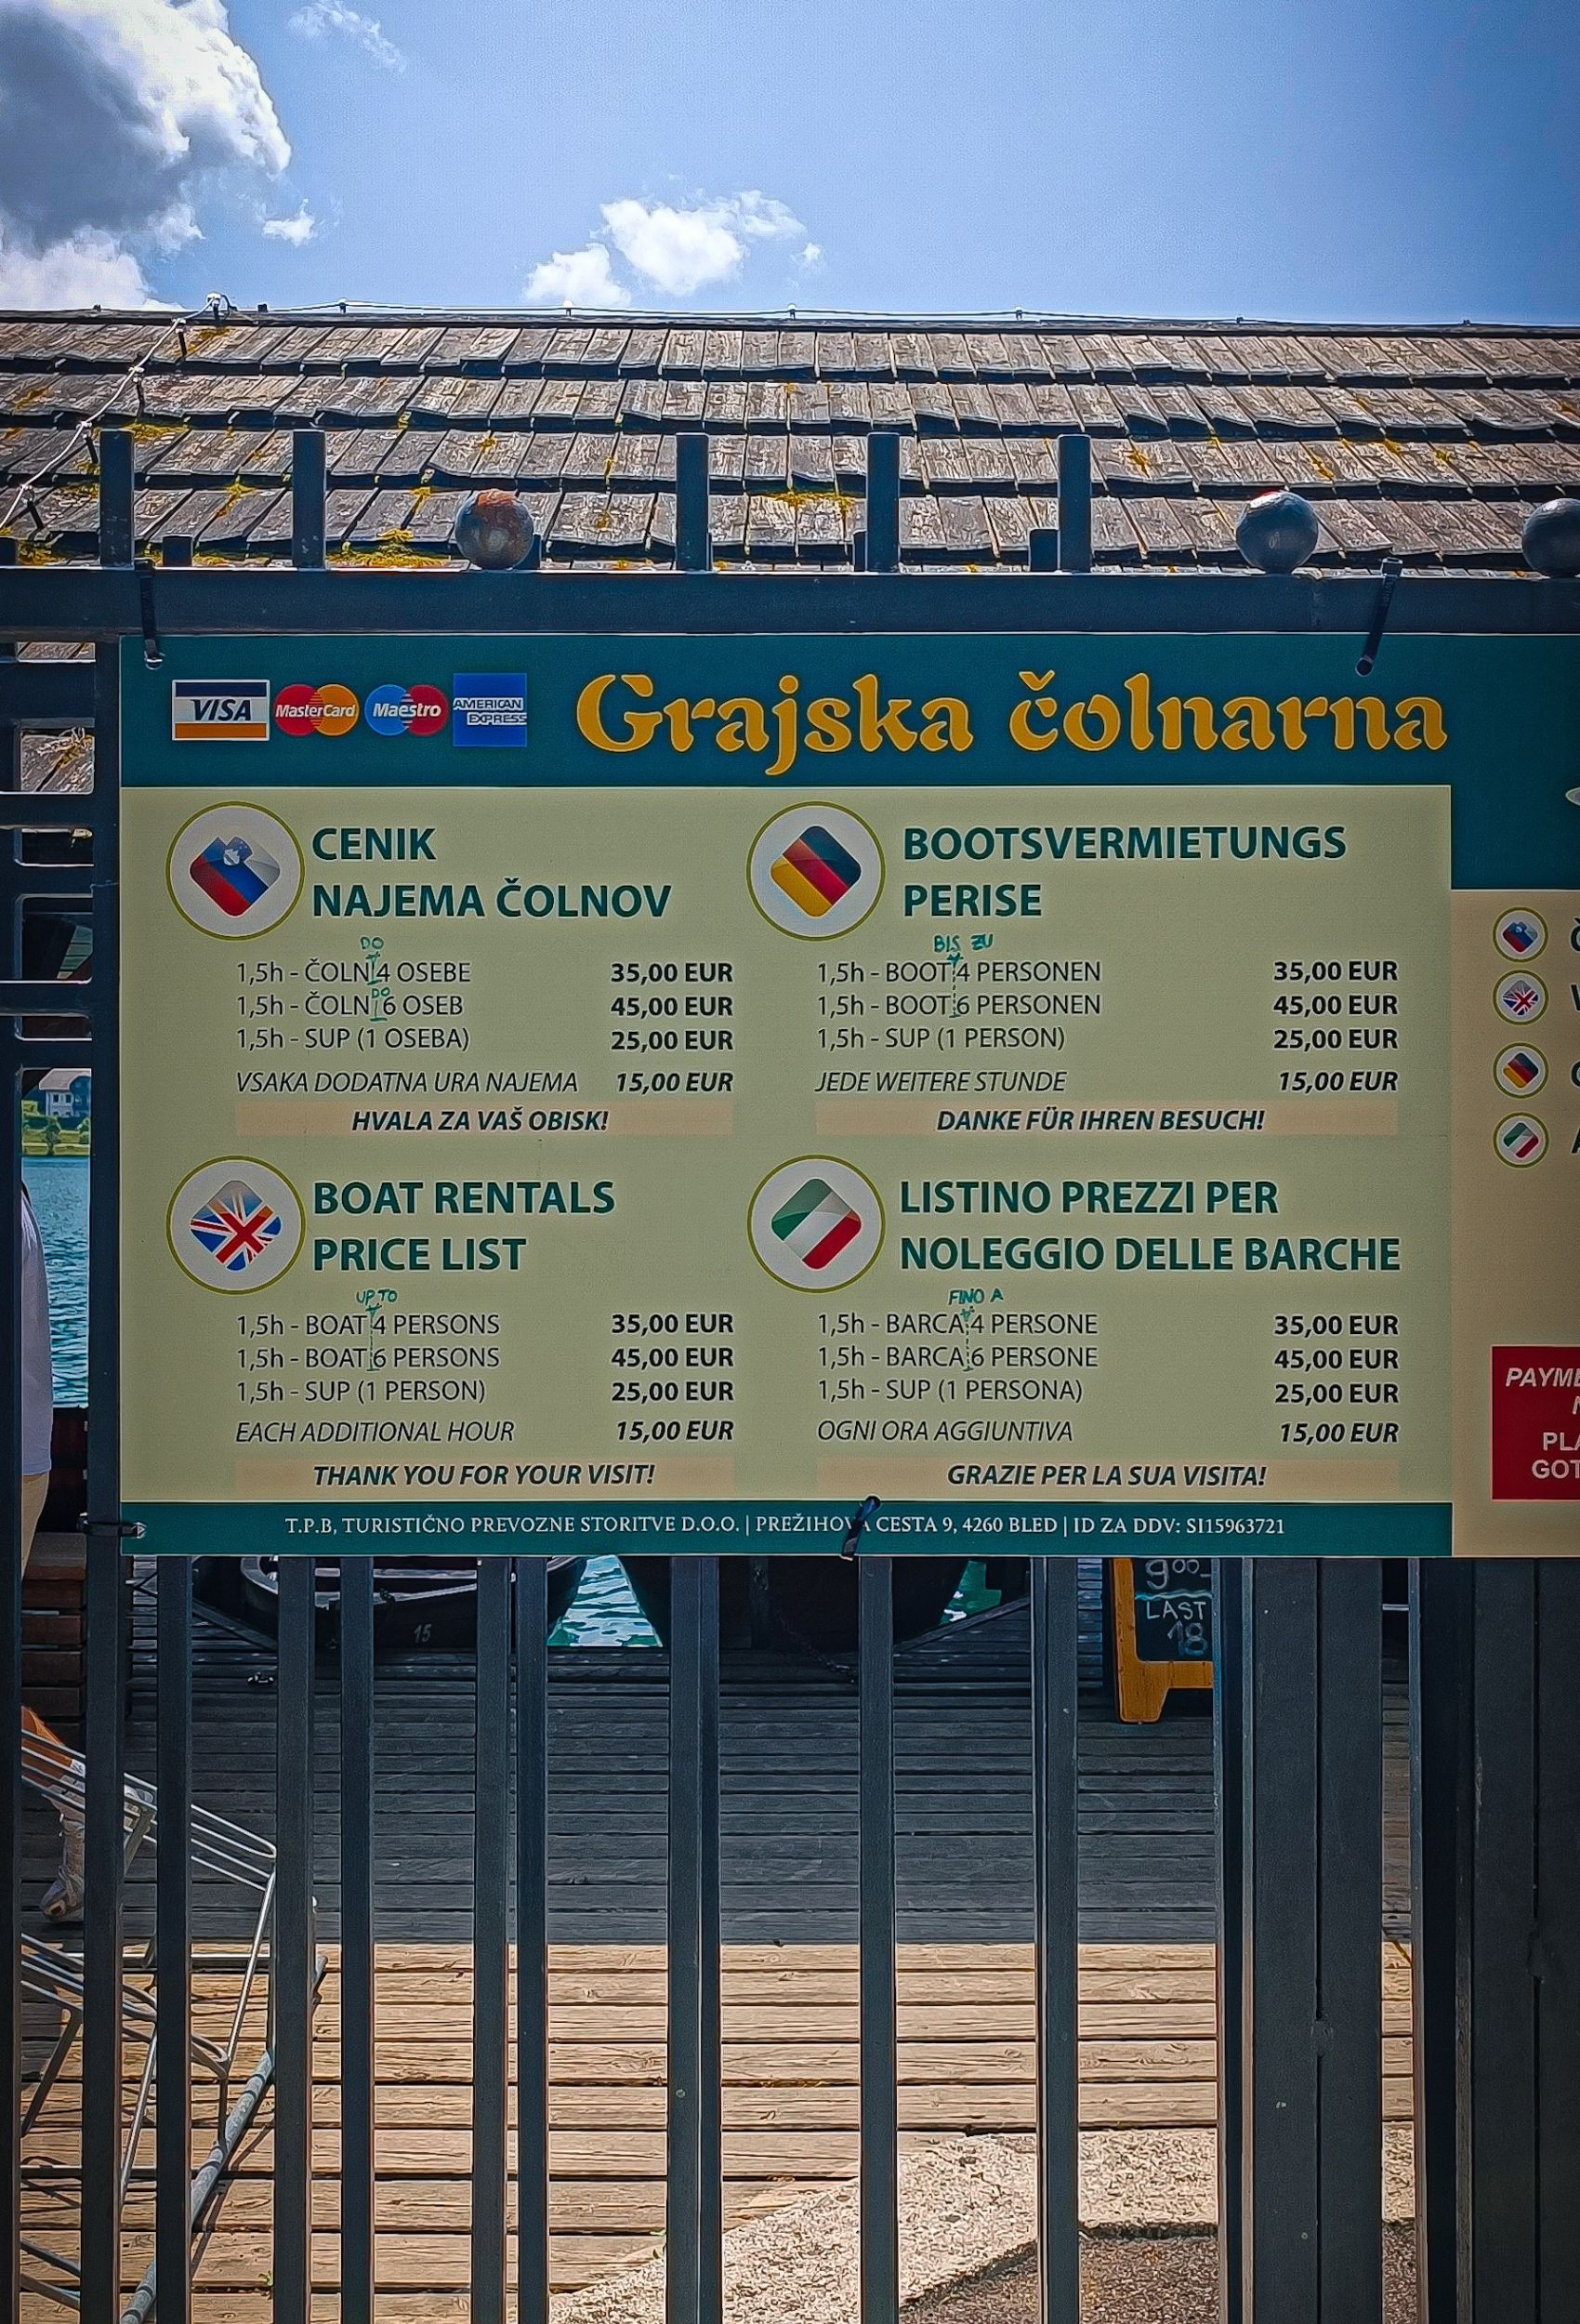 VISA MasterCard Maestro AMERICAN EXPRESS Grajska čolnarna
CENIK
NAJEMA ČOLNOV
DO
1,5h - ČOLN 4 OSEBE 35,00 EUR
DO
1,5h - ČOLN 6 OSEB 45,00 EUR
1,5h - SUP (1 OSEBA) 25,00 EUR
VSAKA DODATNA URA NAJEMA 15,00 EUR
HVALA ZA VAŠ OBISK!
BOOTSVERMIETUNGS
PERISE
BIS ZU
1,5h - BOOT 4 PERSONEN 35,00 EUR
1,5h - BOOT 6 PERSONEN 45,00 EUR
1,5h - SUP (1 PERSON) 25,00 EUR
JEDE WEITERE STUNDE 15,00 EUR
DANKE FÜR IHREN BESUCH!
BOAT RENTALS
PRICE LIST
UP TO
1,5h - BOAT 4 PERSONS 35,00 EUR
1,5h - BOAT 6 PERSONS 45,00 EUR
1,5h - SUP (1 PERSON) 25,00 EUR
EACH ADDITIONAL HOUR 15,00 EUR
THANK YOU FOR YOUR VISIT!
LISTINO PREZZI PER
NOLEGGIO DELLE BARCHE
FINO A
1,5h - BARCA 4 PERSONE 35,00 EUR
1,5h - BARCA 6 PERSONE 45,00 EUR
1,5h - SUP (1 PERSONA) 25,00 EUR
OGNI ORA AGGIUNTIVA 15,00 EUR
GRAZIE PER LA SUA VISITA!
T.P.B, TURISTIČNO PREVOZNE STORITVE D.O.O. | PREŽIHOVA CESTA 9, 4260 BLED | ID ZA DDV: SI15963721
PAYME
PLA
GOT
15
9⁰⁰-
LAST
18